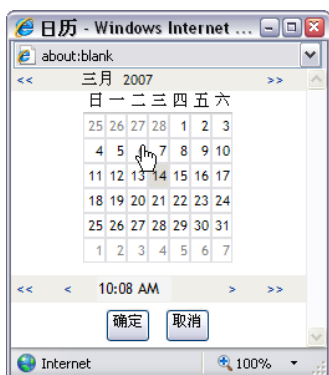 日历 - Windows Internet ...
about:blank
<< 三月 2007 >>
日 一 二 三 四 五 六
25 26 27 28 1 2 3
4 5 7 8 9 10
11 12 13 14 15 16 17
18 19 20 21 22 23 24
25 26 27 28 29 30 31
1 2 3 4 5 6 7
<< < 10:08 AM > >>
确定 取消
Internet 100%